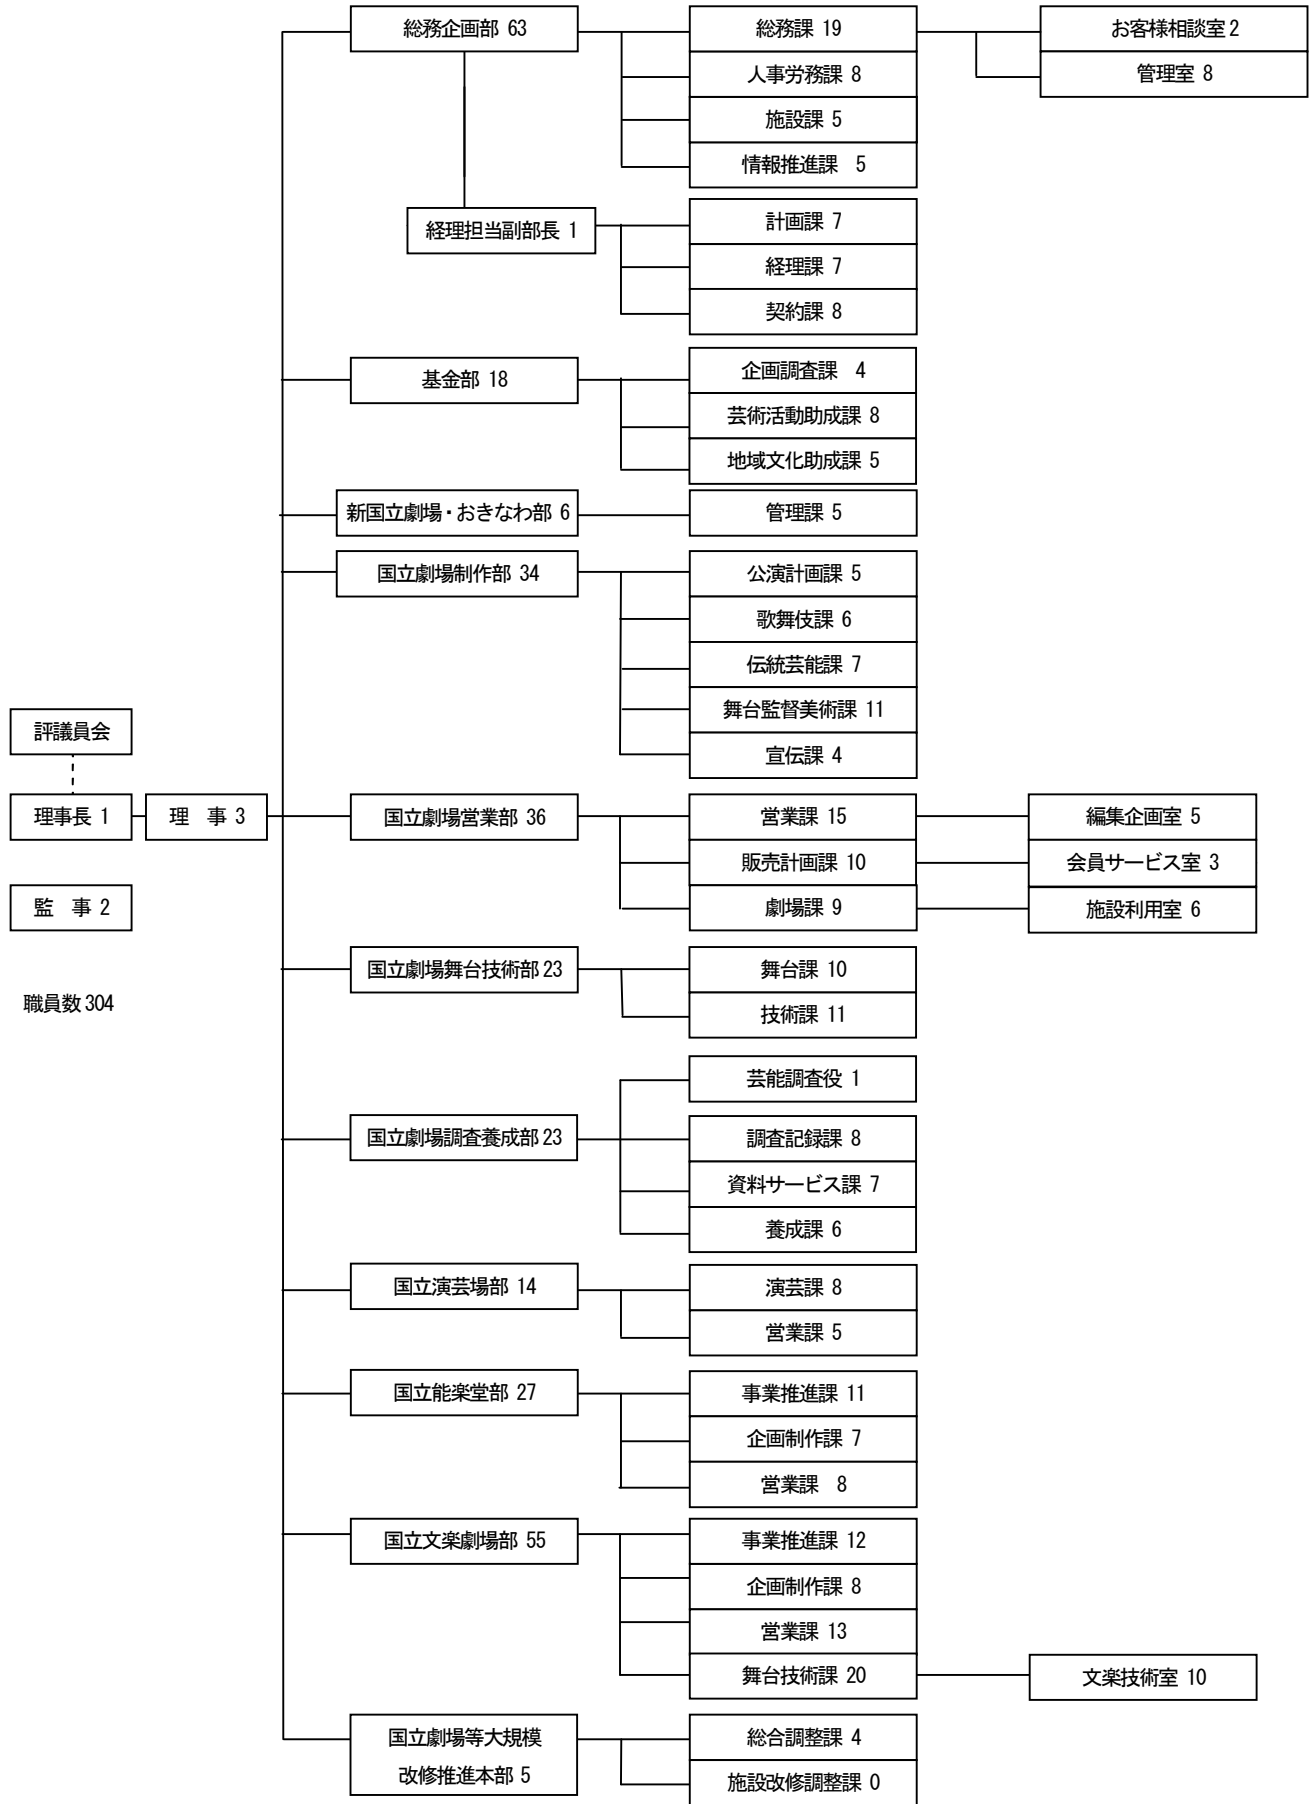 総務企画部 63
総務課 19
お客様相談室 2
人事労務課 8
管理室 8
施設課 5
情報推進課 5
経理担当副部長 1
計画課 7
経理課 7
契約課 8
基金部 18
企画調査課 4
芸術活動助成課 8
地域文化助成課 5
新国立劇場・おきなわ部 6
管理課 5
国立劇場制作部 34
公演計画課 5
歌舞伎課 6
伝統芸能課 7
舞台監督美術課 11
宣伝課 4
評議員会
理事長 1
理 事 3
監 事 2
職員数 304
国立劇場営業部 36
営業課 15
編集企画室 5
販売計画課 10
会員サービス室 3
劇場課 9
施設利用室 6
国立劇場舞台技術部 23
舞台課 10
技術課 11
芸能調査役 1
国立劇場調査養成部 23
調査記録課 8
資料サービス課 7
養成課 6
国立演芸場部 14
演芸課 8
営業課 5
国立能楽堂部 27
事業推進課 11
企画制作課 7
営業課 8
国立文楽劇場部 55
事業推進課 12
企画制作課 8
営業課 13
舞台技術課 20
文楽技術室 10
国立劇場等大規模
改修推進本部 5
総合調整課 4
施設改修調整課 0